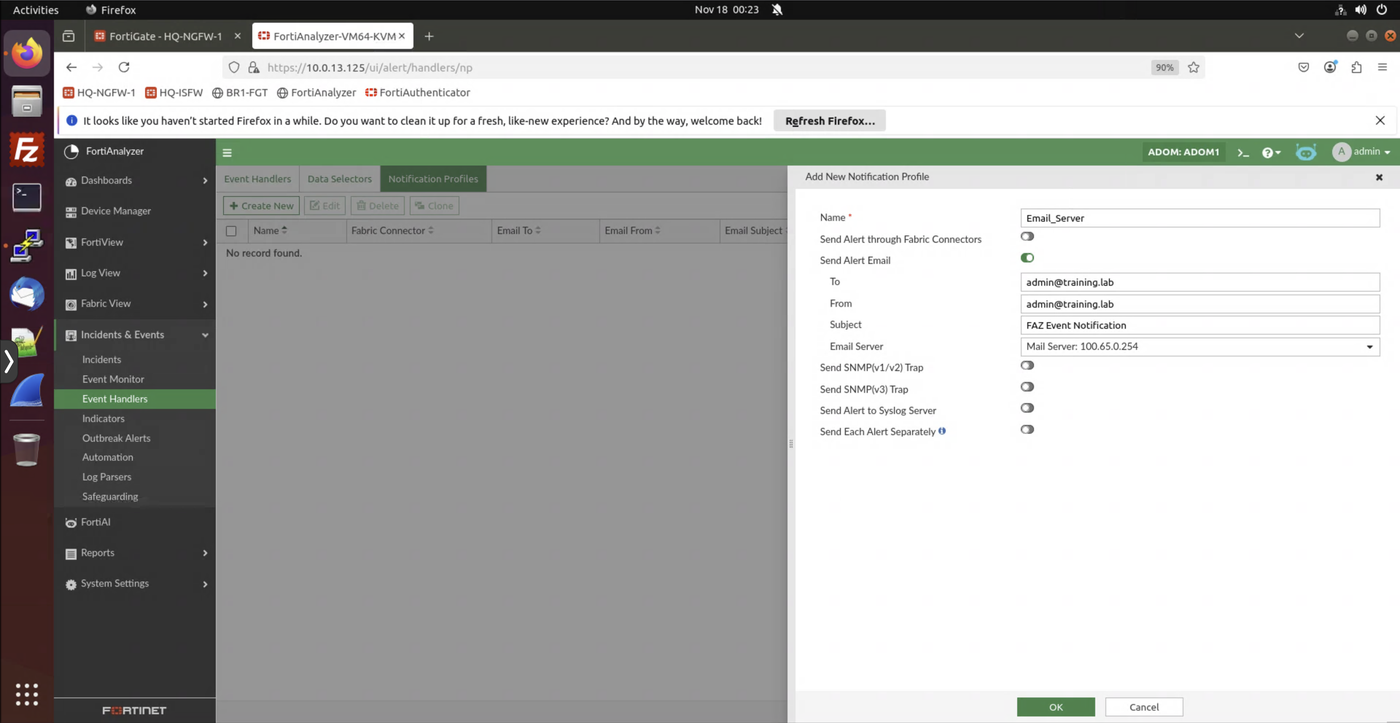 Activities Firefox Nov 18 00:23
FortiGate - HQ-NGFW-1 × FortiAnalyzer-VM64-KVM × +
https://10.0.13.125/ui/alert/handlers/np 90%
HQ-NGFW-1 HQ-ISFW BR1-FGT FortiAnalyzer FortiAuthenticator
It looks like you haven't started Firefox in a while. Do you want to clean it up for a fresh, like-new experience? And by the way, welcome back! Refresh Firefox...
FortiAnalyzer
ADOM: ADOM1 >_ A admin
Dashboards
Device Manager
FortiView
Log View
Fabric View
Incidents & Events
Incidents
Event Monitor
Event Handlers
Indicators
Outbreak Alerts
Automation
Log Parsers
Safeguarding
FortiAI
Reports
System Settings
FORTINET
Event Handlers Data Selectors Notification Profiles
+ Create New Edit Delete Clone
Name Fabric Connector Email To Email From Email Subject
No record found.
Add New Notification Profile
Name * Email_Server
Send Alert through Fabric Connectors
Send Alert Email
To admin@training.lab
From admin@training.lab
Subject FAZ Event Notification
Email Server Mail Server: 100.65.0.254
Send SNMP(v1/v2) Trap
Send SNMP(v3) Trap
Send Alert to Syslog Server
Send Each Alert Separately
OK Cancel